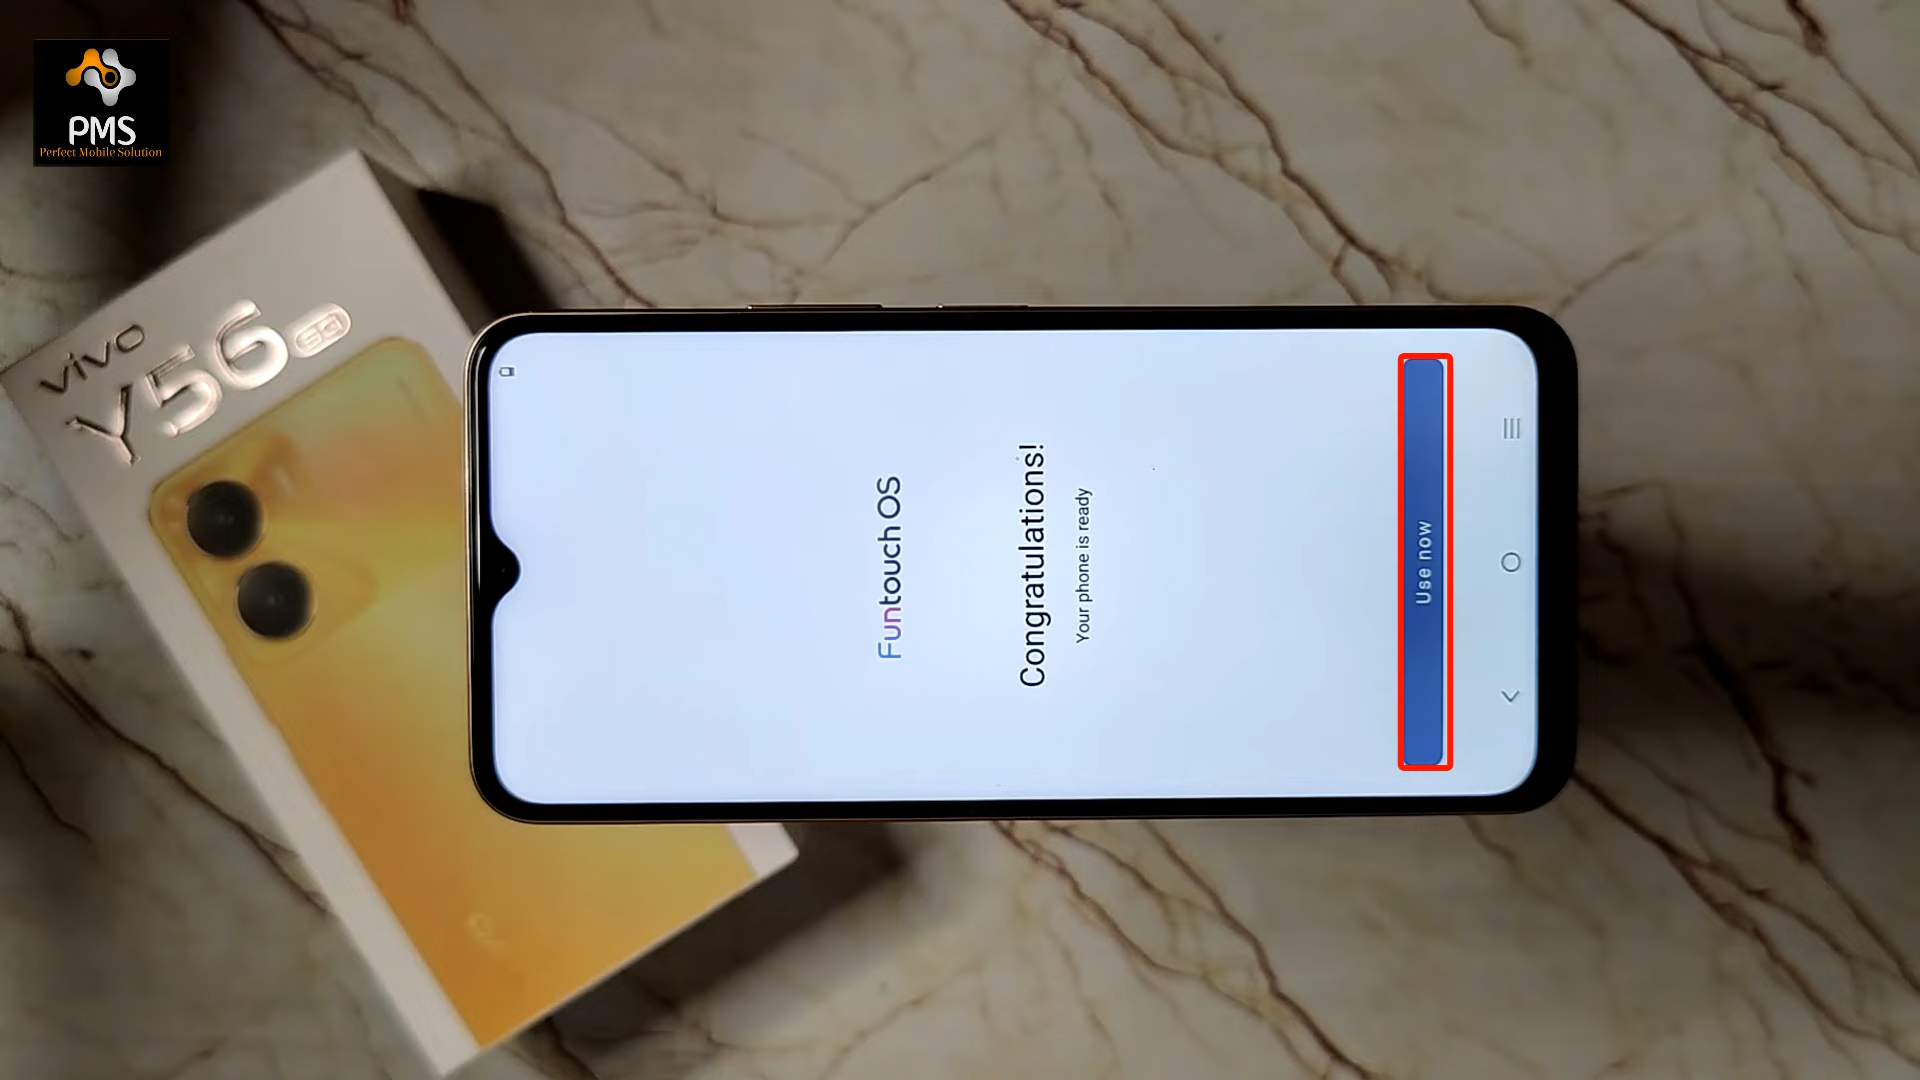 PMS
Perfect Mobile Solution
vivo
Y56
5G
Funtouch OS
Congratulations!
Your phone is ready
Use now